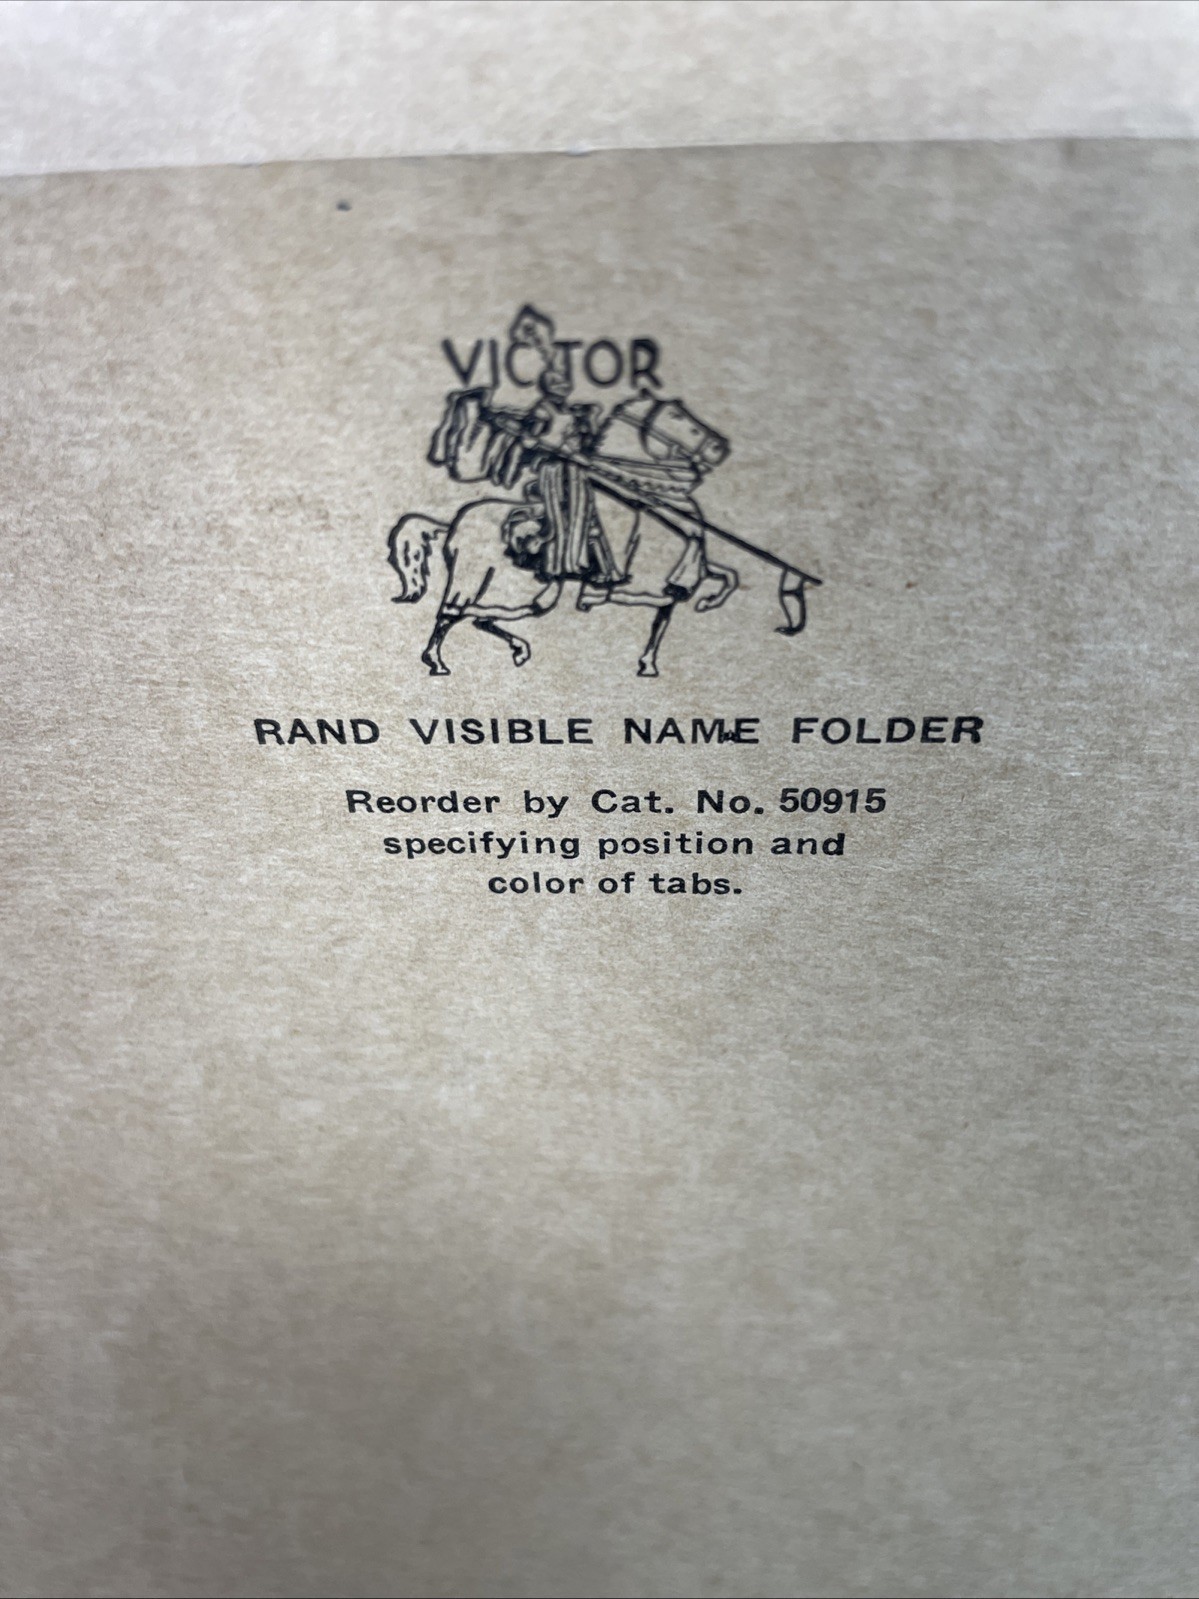 VICTOR
RAND VISIBLE NAME FOLDER
Reorder by Cat. No. 50915
specifying position and
color of tabs.